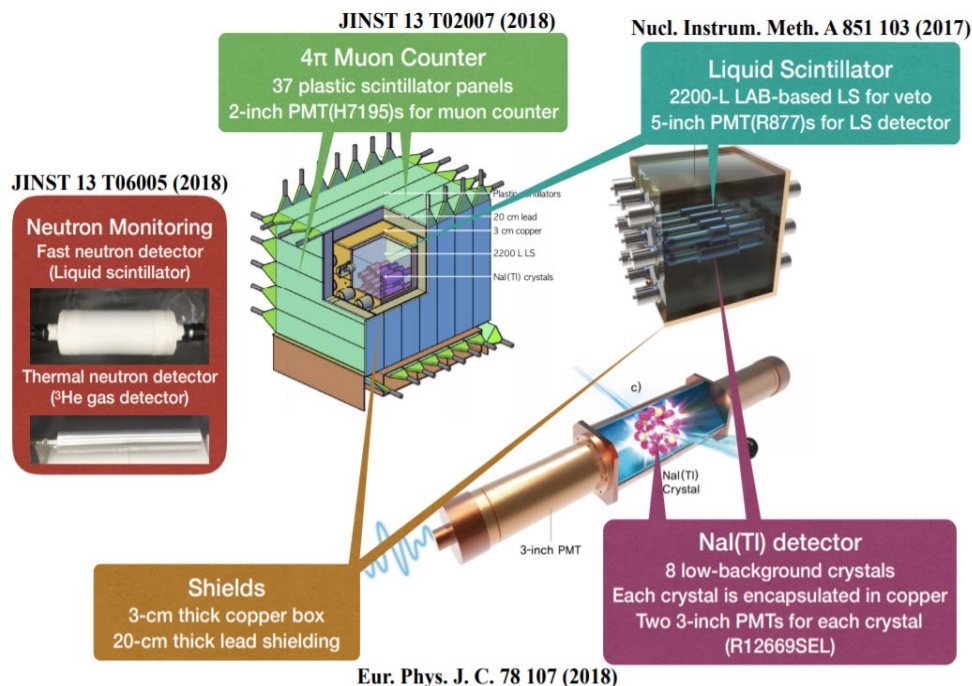 JINST 13 T02007 (2018)
Nucl. Instrum. Meth. A 851 103 (2017)
4π Muon Counter
37 plastic scintillator panels
2-inch PMT(H7195)s for muon counter
Liquid Scintillator
2200-L LAB-based LS for veto
5-inch PMT(R877)s for LS detector
JINST 13 T06005 (2018)
Neutron Monitoring
Fast neutron detector
(Liquid scintillator)
Thermal neutron detector
(³He gas detector)
Plastic scintillators
20 cm lead
3 cm copper
2200 L LS
NaI(Tl) crystals
c)
NaI(Tl)
Crystal
3-inch PMT
Shields
3-cm thick copper box
20-cm thick lead shielding
NaI(Tl) detector
8 low-background crystals
Each crystal is encapsulated in copper
Two 3-inch PMTs for each crystal
(R12669SEL)
Eur. Phys. J. C. 78 107 (2018)